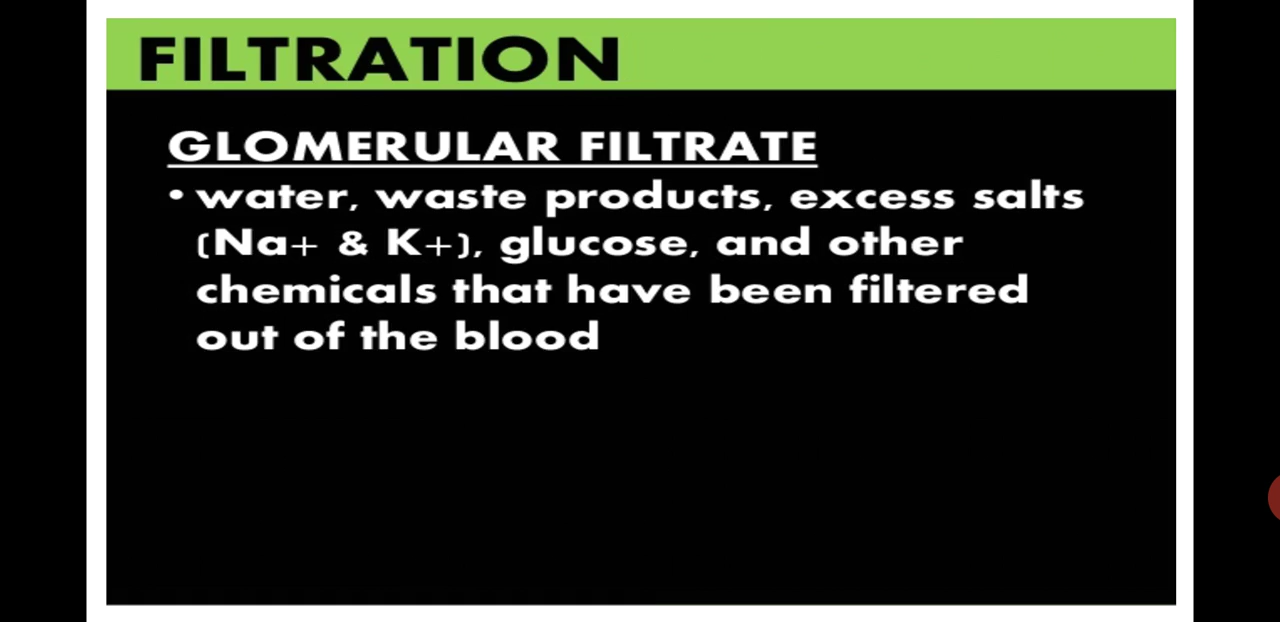 FILTRATION
GLOMERULAR FILTRATE
• water, waste products, excess salts
(Na+ & K+), glucose, and other
chemicals that have been filtered
out of the blood